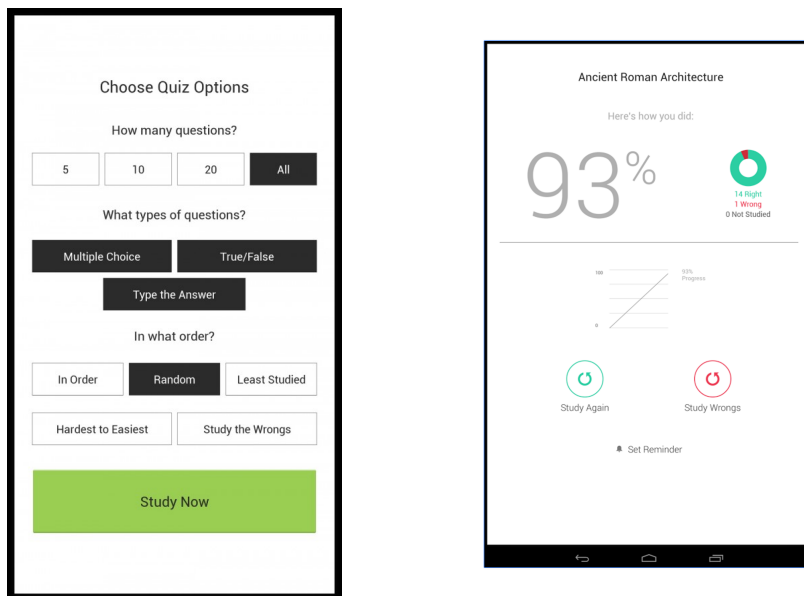 Choose Quiz Options
How many questions?
5 10 20 All
What types of questions?
Multiple Choice True/False
Type the Answer
In what order?
In Order Random Least Studied
Hardest to Easiest Study the Wrongs
Study Now
Ancient Roman Architecture
Here's how you did:
93%
14 Right
1 Wrong
0 Not Studied
100
93%
Progress
0
Study Again Study Wrongs
Set Reminder